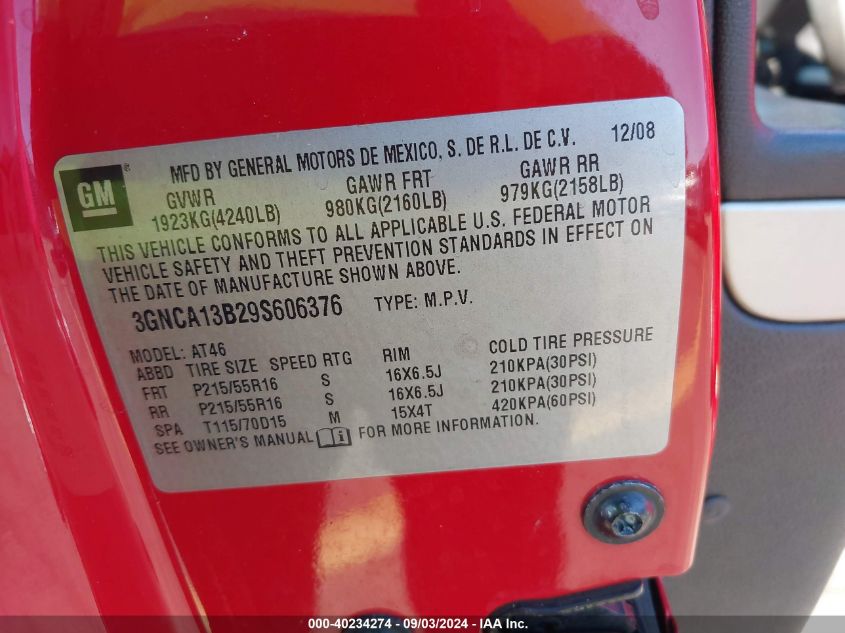 MFD BY GENERAL MOTORS DE MEXICO, S. DE R.L. DE C.V. 12/08
GM ®
GVWR GAWR FRT GAWR RR
1923KG(4240LB) 980KG(2160LB) 979KG(2158LB)
THIS VEHICLE CONFORMS TO ALL APPLICABLE U.S. FEDERAL MOTOR
VEHICLE SAFETY AND THEFT PREVENTION STANDARDS IN EFFECT ON
THE DATE OF MANUFACTURE SHOWN ABOVE.
3GNCA13B29S606376 TYPE: M.P.V.
MODEL: AT46
ABBD TIRE SIZE SPEED RTG RIM COLD TIRE PRESSURE
FRT P215/55R16 S 16X6.5J 210KPA(30PSI)
RR P215/55R16 S 16X6.5J 210KPA(30PSI)
SPA T115/70D15 M 15X4T 420KPA(60PSI)
SEE OWNER'S MANUAL i FOR MORE INFORMATION.
000-40234274 - 09/03/2024 - IAA Inc.